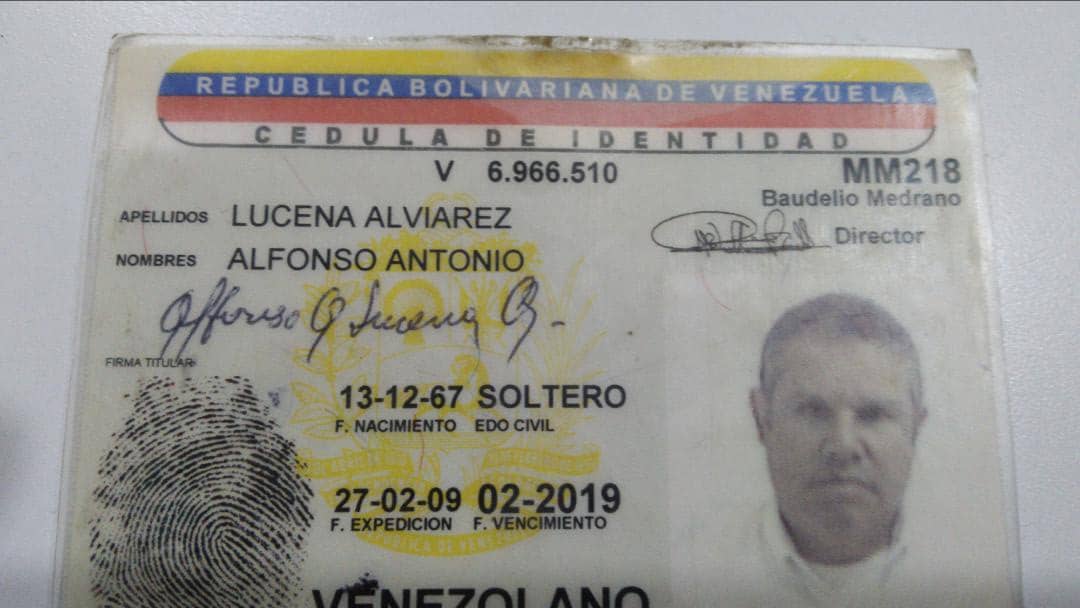 REPUBLICA BOLIVARIANA DE VENEZUELA
CEDULA DE IDENTIDAD
V 6.966.510
MM218
Baudelio Medrano
Director
APELLIDOS LUCENA ALVIAREZ
NOMBRES ALFONSO ANTONIO
Alfonso A Lucena A.
FIRMA TITULAR
13-12-67 SOLTERO
F. NACIMIENTO EDO CIVIL
27-02-09 02-2019
F. EXPEDICION F. VENCIMIENTO
VENEZOLANO